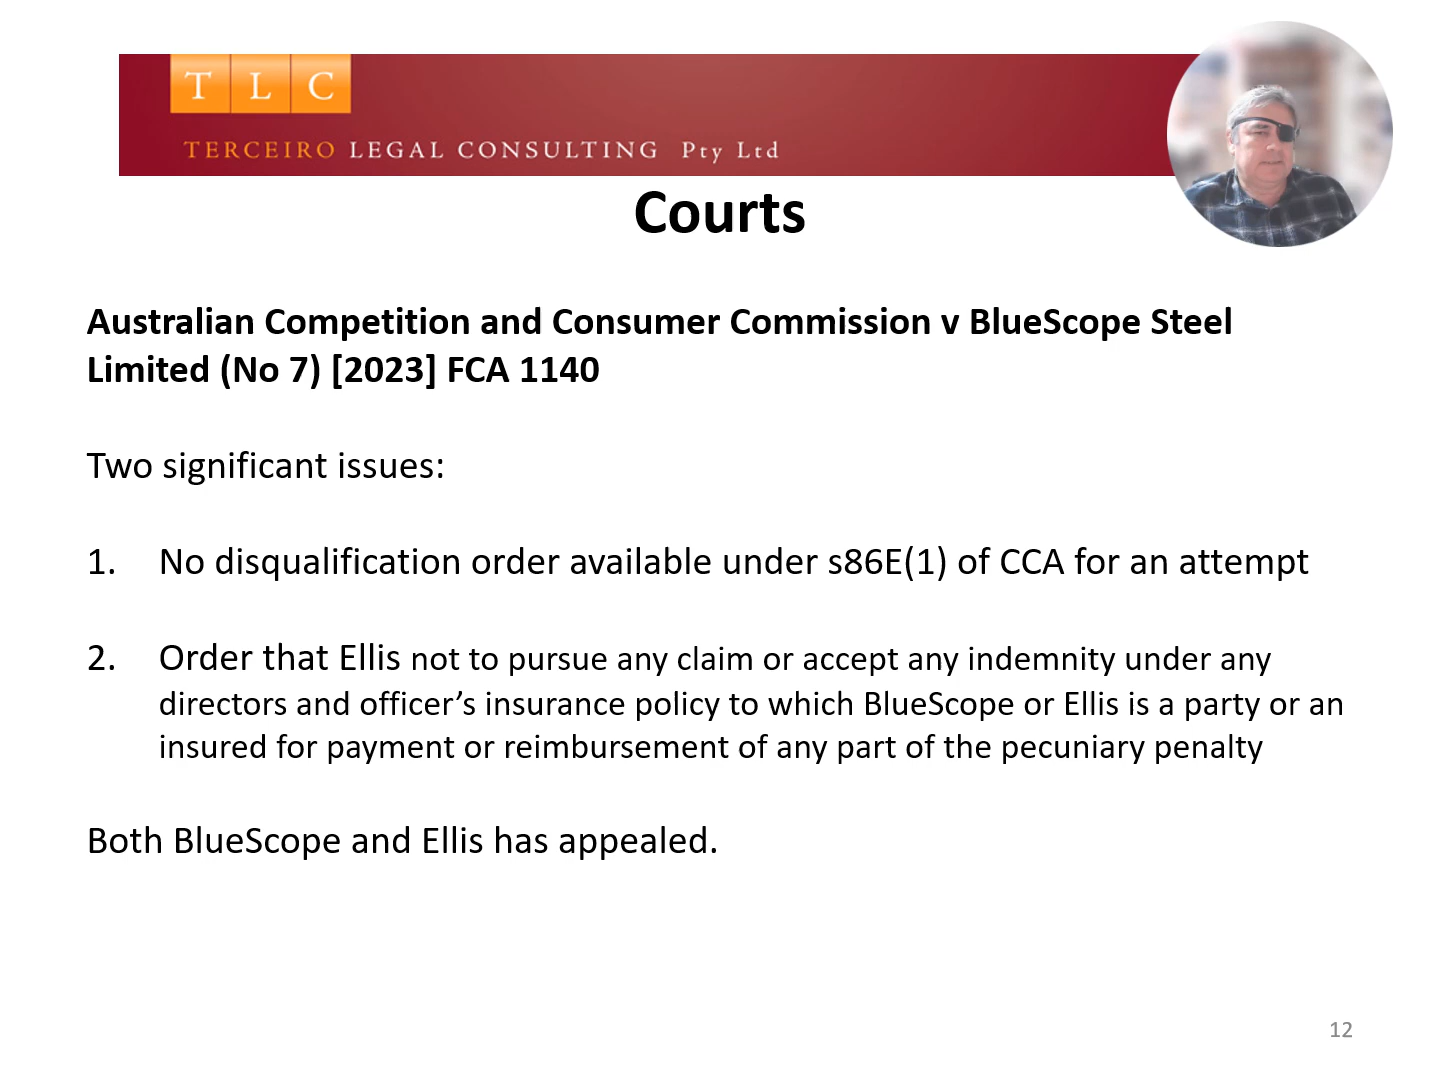 T L C
TERCEIRO LEGAL CONSULTING Pty Ltd
Courts
Australian Competition and Consumer Commission v BlueScope Steel
Limited (No 7) [2023] FCA 1140
Two significant issues:
1. No disqualification order available under s86E(1) of CCA for an attempt
2. Order that Ellis not to pursue any claim or accept any indemnity under any
directors and officer’s insurance policy to which BlueScope or Ellis is a party or an
insured for payment or reimbursement of any part of the pecuniary penalty
Both BlueScope and Ellis has appealed.
12